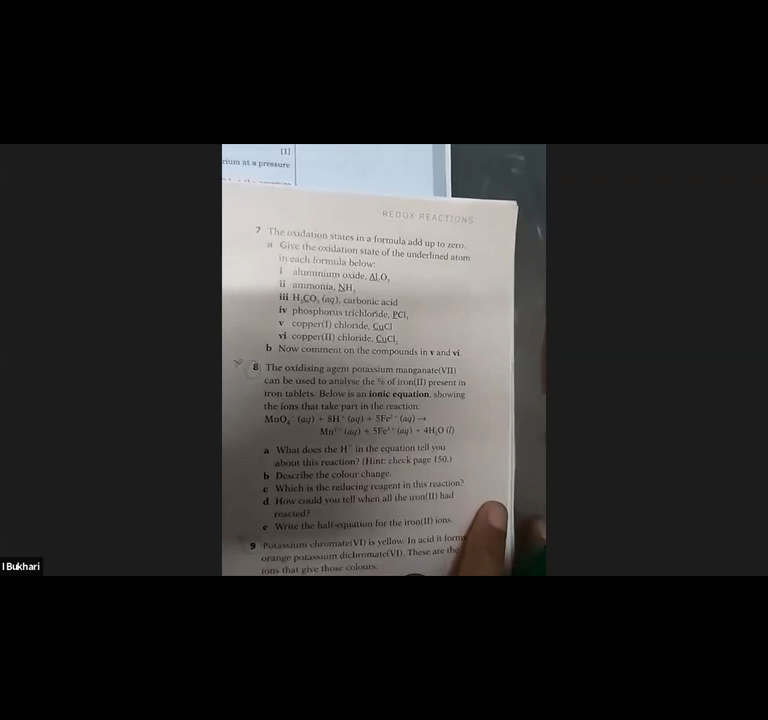 [1]
rium at a pressure
REDOX REACTIONS
7 The oxidation states in a formula add up to zero.
a Give the oxidation state of the underlined atom
in each formula below:
i aluminium oxide, Al₂O₃
ii ammonia, NH₃
iii H₂CO₃ (aq), carbonic acid
iv phosphorus trichloride, PCl₃
v copper(I) chloride, CuCl
vi copper(II) chloride, CuCl₂
b Now comment on the compounds in v and vi.
8 The oxidising agent potassium manganate(VII)
can be used to analyse the % of iron(II) present in
iron tablets. Below is an ionic equation, showing
the ions that take part in the reaction:
MnO₄⁻ (aq) + 8H⁺ (aq) + 5Fe²⁺ (aq) →
Mn²⁺ (aq) + 5Fe³⁺ (aq) + 4H₂O (l)
a What does the H⁺ in the equation tell you
about this reaction? (Hint: check page 150.)
b Describe the colour change.
c Which is the reducing reagent in this reaction?
d How could you tell when all the iron(II) had
reacted?
e Write the half-equation for the iron(II) ions.
9 Potassium chromate(VI) is yellow. In acid it forms
orange potassium dichromate(VI). These are the
ions that give those colours:
I Bukhari